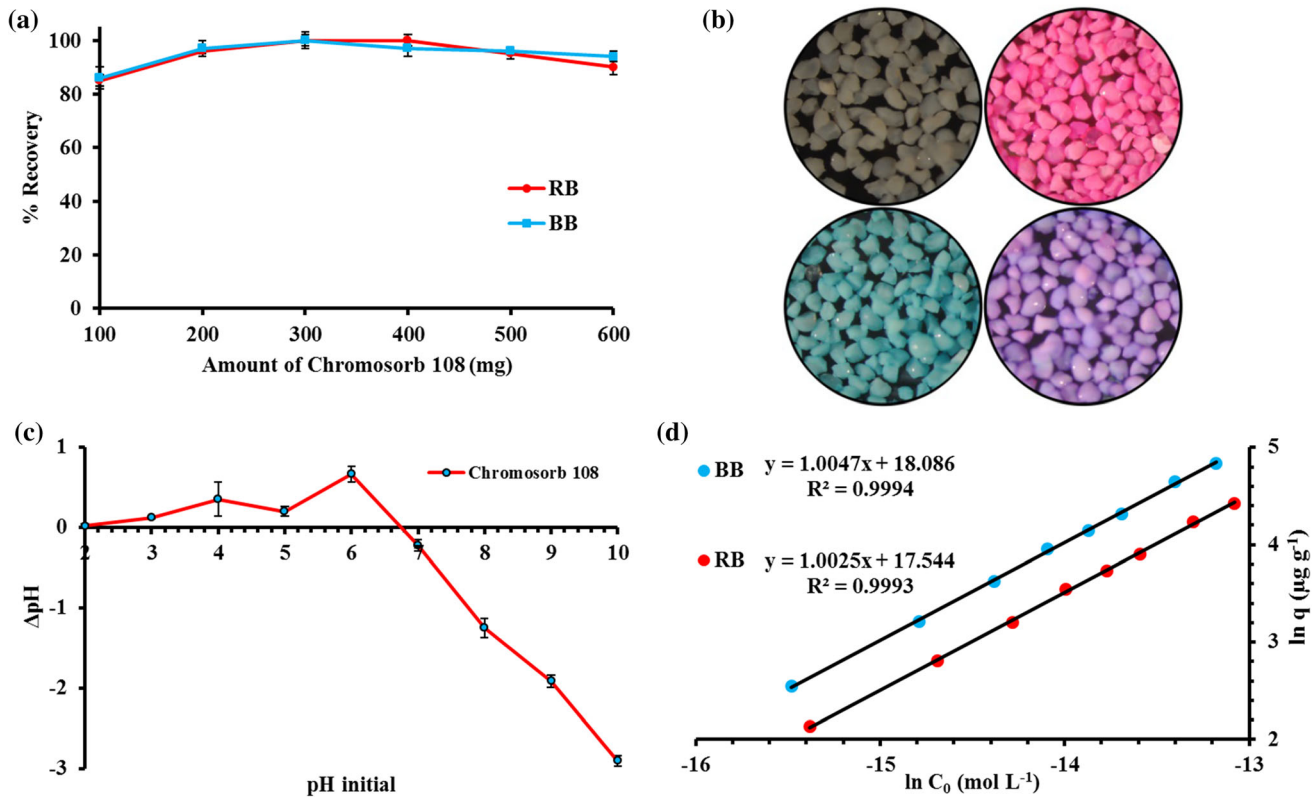 (a)
100
80
60
40
20
0
% Recovery
RB
BB
100 200 300 400 500 600
Amount of Chromosorb 108 (mg)
(b)
(c)
1
0
-1
-2
-3
ΔpH
Chromosorb 108
2 3 4 5 6 7 8 9 10
pH initial
(d)
BB y = 1.0047x + 18.086
R² = 0.9994
RB y = 1.0025x + 17.544
R² = 0.9993
5
4
3
2
ln q (µg g⁻¹)
-16 -15 -14 -13
ln C₀ (mol L⁻¹)